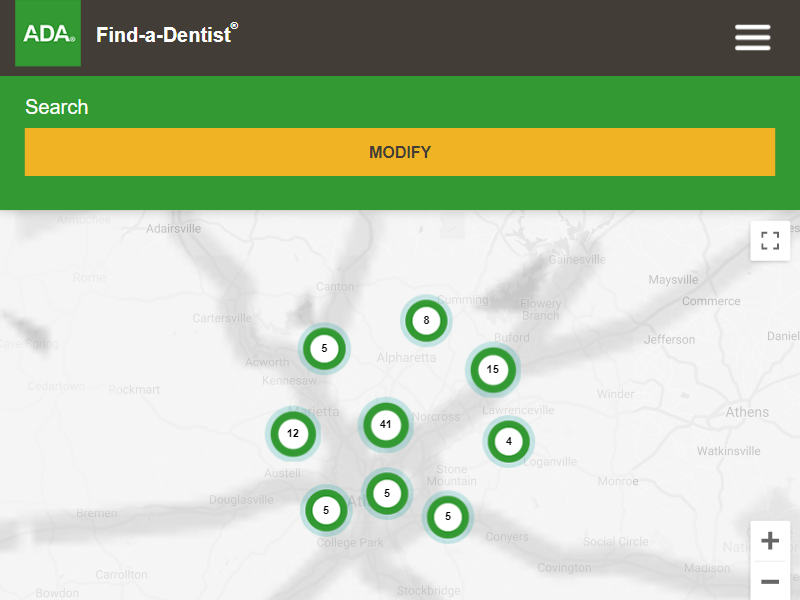 ADA®
Find-a-Dentist®
Search
MODIFY
Armuchee
Adairsville
Gainesville
Rome
Maysville
Canton
Cumming
Commerce
Flowery
Branch
Cartersville
8
Buford
Jefferson
Daniel
Cave Spring
5
Alpharetta
Acworth
15
Kennesaw
Cedartown
Rockmart
Winder
Lawrenceville
Athens
Marietta
41
Norcross
12
4
Watkinsville
Loganville
Austell
Stone
Mountain
Monroe
5
Douglasville
5
Bremen
5
College Park
Conyers
Social Circle
Covington
Madison
Carrollton
Bowdon
Stockbridge